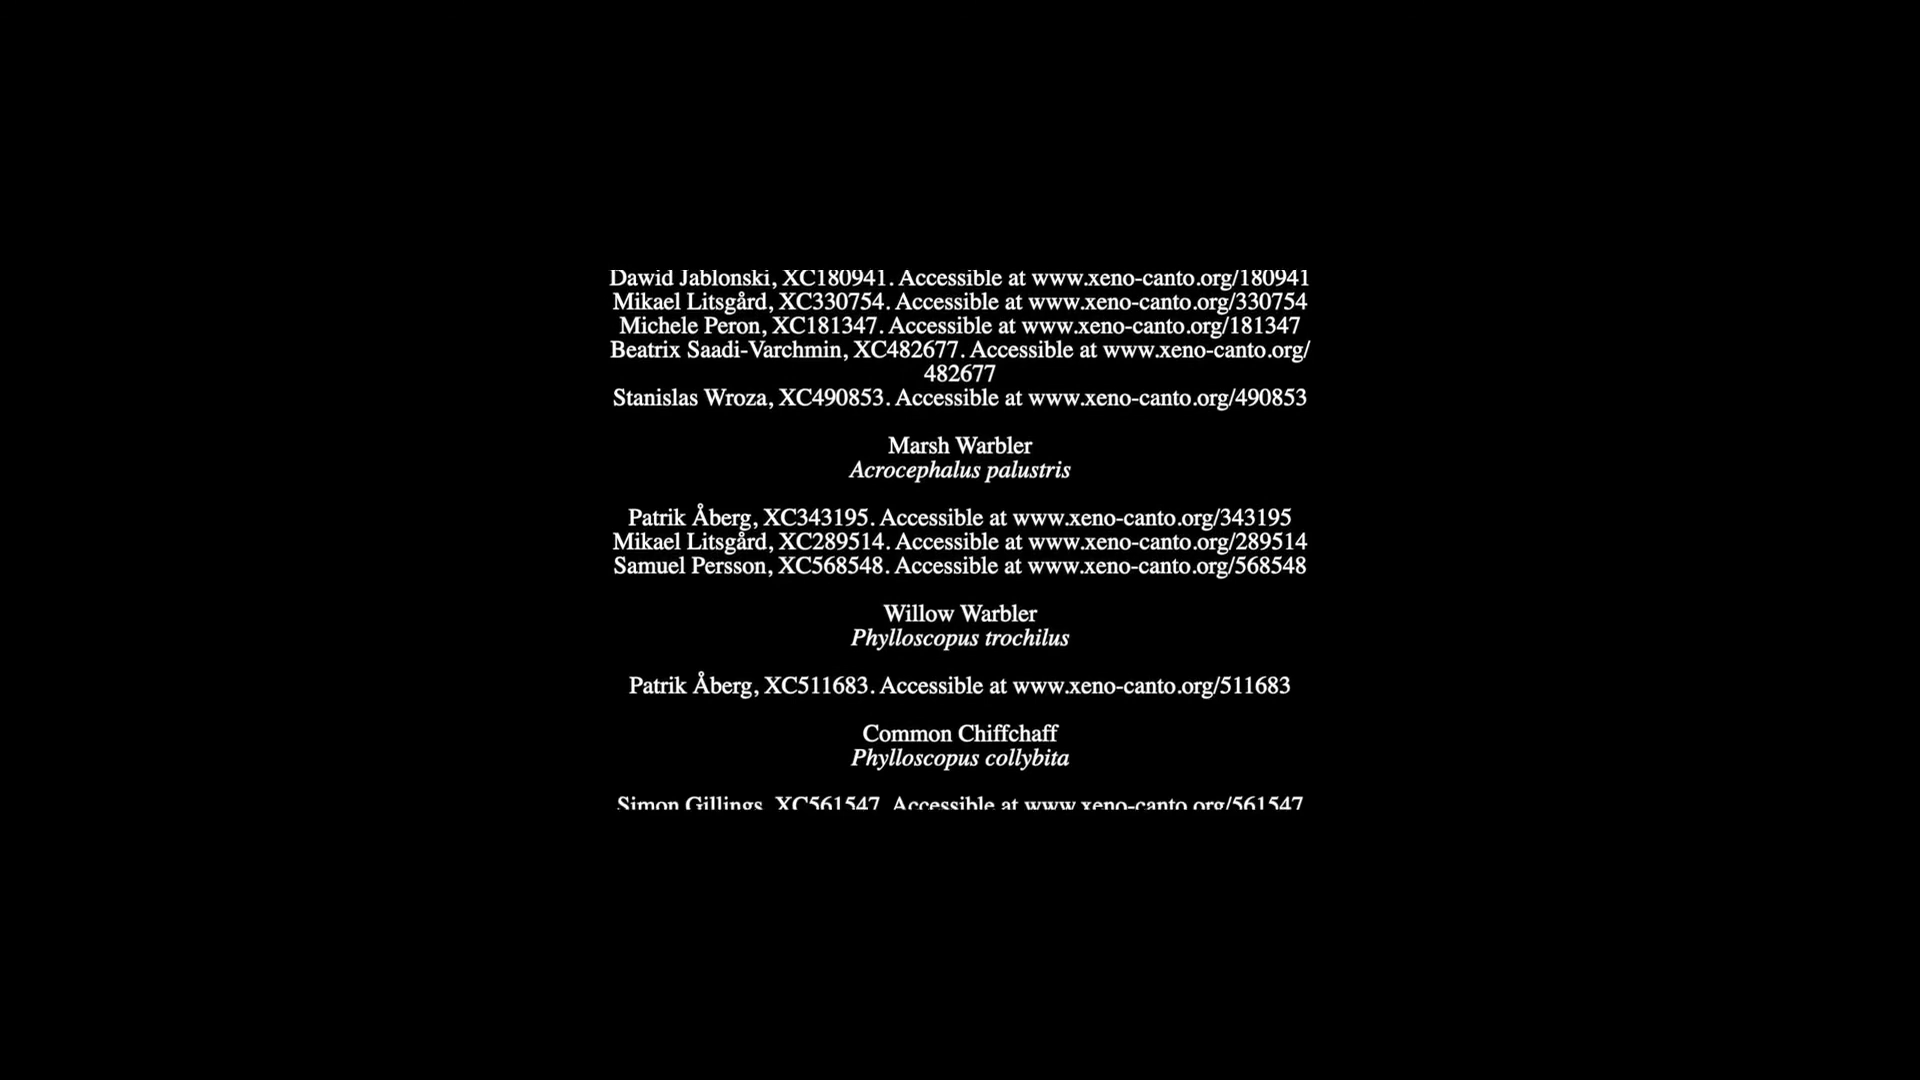 Dawid Jablonski, XC180941. Accessible at www.xeno-canto.org/180941
Mikael Litsgård, XC330754. Accessible at www.xeno-canto.org/330754
Michele Peron, XC181347. Accessible at www.xeno-canto.org/181347
Beatrix Saadi-Varchmin, XC482677. Accessible at www.xeno-canto.org/
482677
Stanislas Wroza, XC490853. Accessible at www.xeno-canto.org/490853
Marsh Warbler
Acrocephalus palustris
Patrik Åberg, XC343195. Accessible at www.xeno-canto.org/343195
Mikael Litsgård, XC289514. Accessible at www.xeno-canto.org/289514
Samuel Persson, XC568548. Accessible at www.xeno-canto.org/568548
Willow Warbler
Phylloscopus trochilus
Patrik Åberg, XC511683. Accessible at www.xeno-canto.org/511683
Common Chiffchaff
Phylloscopus collybita
Simon Gillings, XC561547. Accessible at www.xeno-canto.org/561547